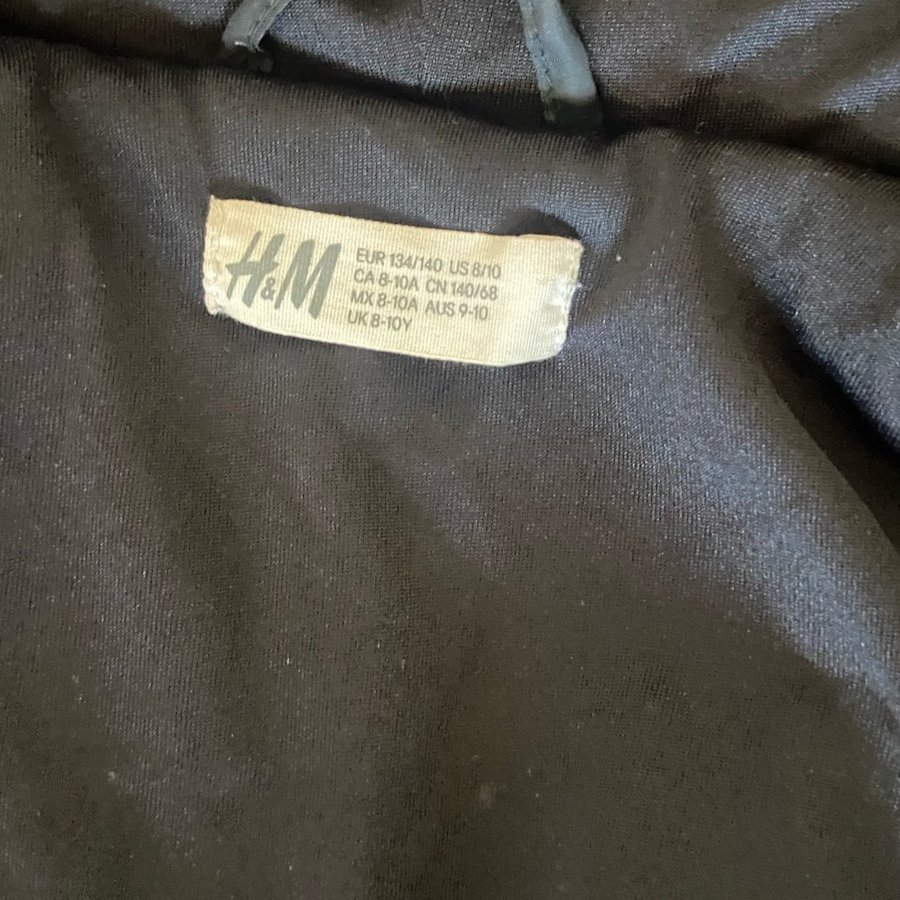 H&M
EUR 134/140 US 8/10
CA 8-10A CN 140/68
MX 8-10A AUS 9-10
UK 8-10Y